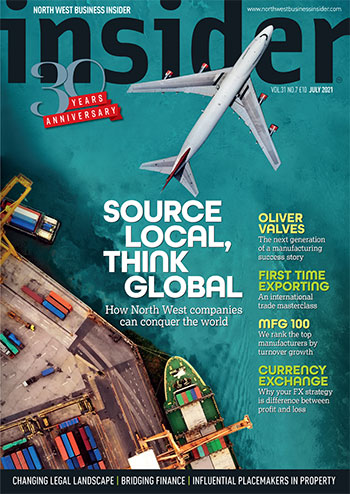 NORTH WEST BUSINESS INSIDER
www.northwestbusinessinsider.com
insider
VOL.31 NO.7 £10 JULY 2021
30
YEARS
ANNIVERSARY
SOURCE
LOCAL,
THINK
GLOBAL
How North West companies
can conquer the world
OLIVER
VALVES
The next generation
of a manufacturing
success story
FIRST TIME
EXPORTING
An international
trade masterclass
MFG 100
We rank the top
manufacturers by
turnover growth
CURRENCY
EXCHANGE
Why your FX strategy
is difference between
profit and loss
CHANGING LEGAL LANDSCAPE | BRIDGING FINANCE | INFLUENTIAL PLACEMAKERS IN PROPERTY